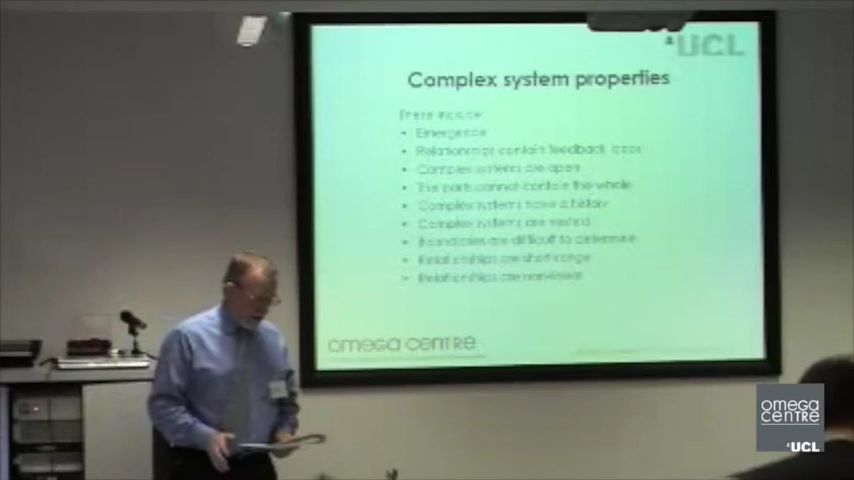 UCL
Complex system properties
These include:
• Emergence
• Relationships contain feedback loops
• Complex systems are open
• The parts cannot contain the whole
• Complex systems have a history
• Complex systems are nested
• Boundaries are difficult to determine
• Relationships are short-range
• Relationships are non-linear
omega centre
omega
centre
UCL